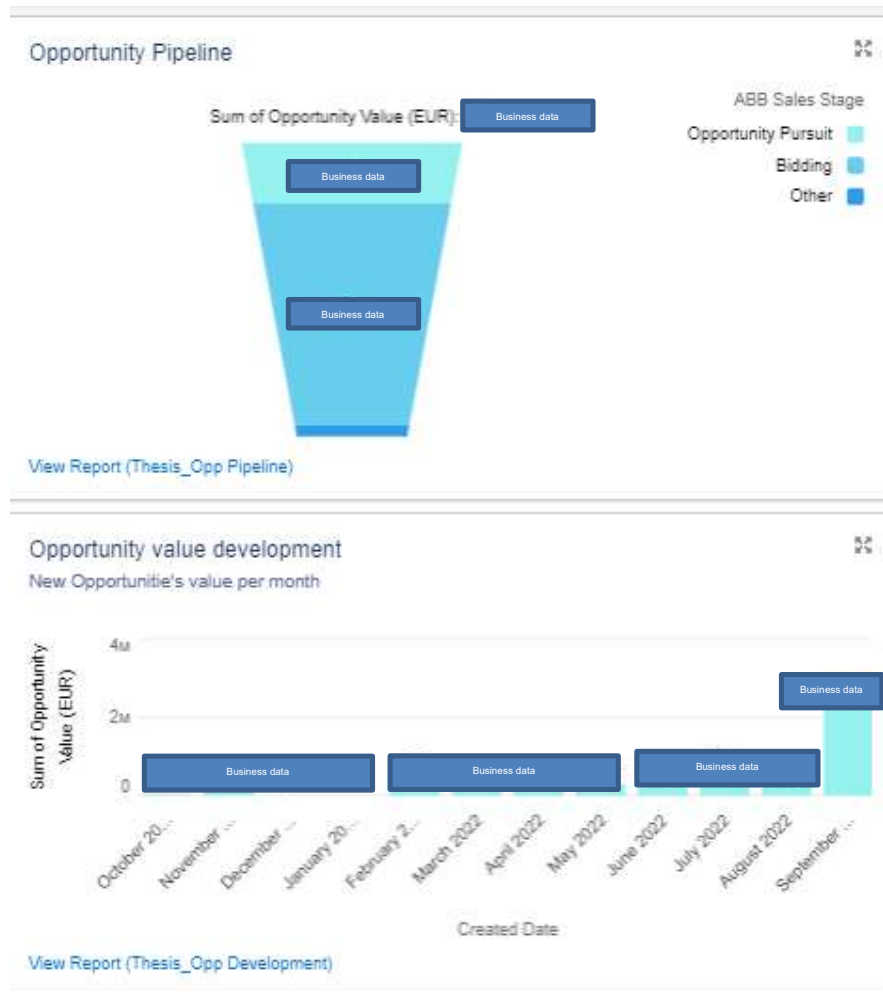 Opportunity Pipeline
Sum of Opportunity Value (EUR): Business data
ABB Sales Stage
Opportunity Pursuit
Bidding
Other
Business data
Business data
View Report (Thesis_Opp Pipeline)
Opportunity value development
New Opportunitie's value per month
Sum of Opportunity
Value (EUR)
4M
2M
0
Business data
Business data
Business data
Business data
October 20...
November ...
December ...
January 20...
February 2...
March 2022
April 2022
May 2022
June 2022
July 2022
August 2022
September ...
Created Date
View Report (Thesis_Opp Development)